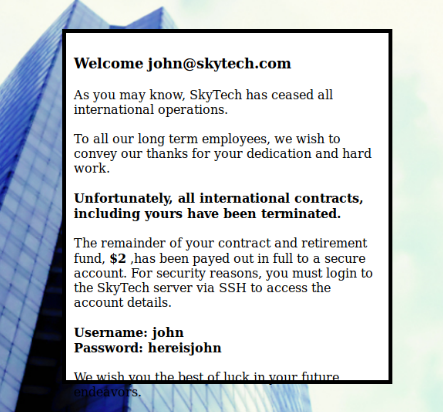 Welcome john@skytech.com
As you may know, SkyTech has ceased all
international operations.
To all our long term employees, we wish to
convey our thanks for your dedication and hard
work.
Unfortunately, all international contracts,
including yours have been terminated.
The remainder of your contract and retirement
fund, $2 ,has been payed out in full to a secure
account. For security reasons, you must login to
the SkyTech server via SSH to access the
account details.
Username: john
Password: hereisjohn
We wish you the best of luck in your future
endeavors.